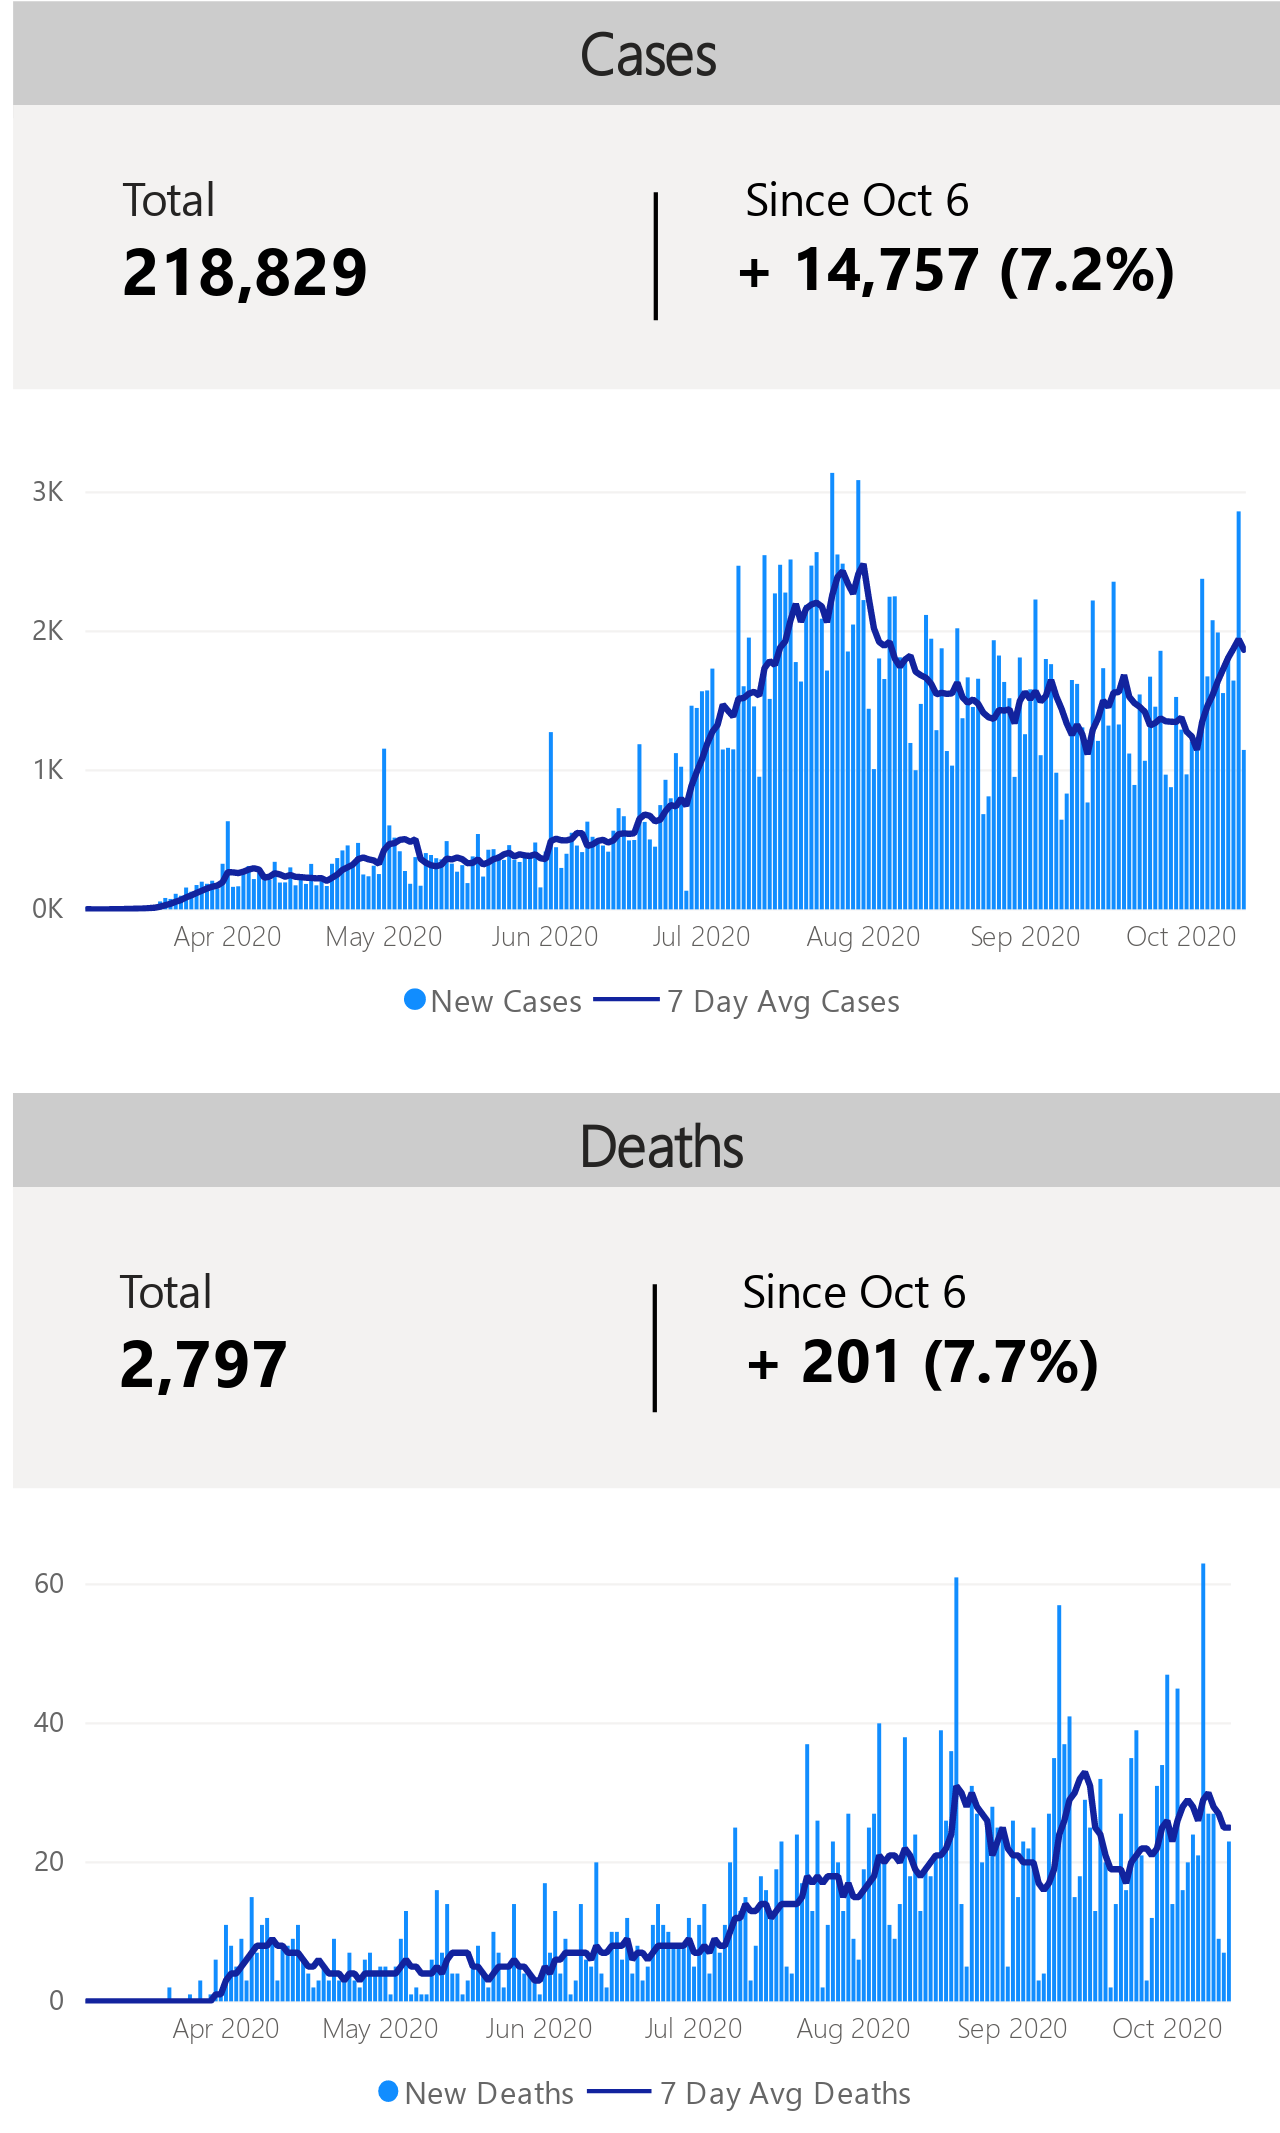 Cases
Total
Since Oct 6
218,829
+ 14,757 (7.2%)
3K
2K
1K
0K
Apr 2020 May 2020 Jun 2020 Jul 2020 Aug 2020 Sep 2020 Oct 2020
New Cases 7 Day Avg Cases
Deaths
Total
Since Oct 6
2,797
+ 201 (7.7%)
60
40
20
0
Apr 2020 May 2020 Jun 2020 Jul 2020 Aug 2020 Sep 2020 Oct 2020
New Deaths 7 Day Avg Deaths